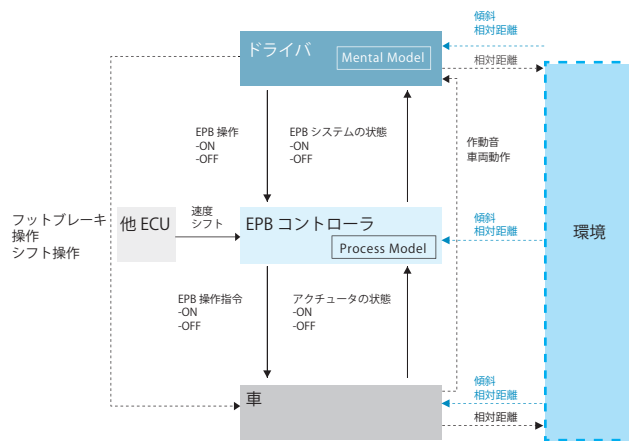 傾斜
相対距離
ドライバ
Mental Model
相対距離
EPB 操作
-ON
-OFF
EPB システムの状態
-ON
-OFF
作動音
車両動作
フットブレーキ
操作
シフト操作
他 ECU
速度
シフト
EPB コントローラ
Process Model
傾斜
相対距離
環境
EPB 操作指令
-ON
-OFF
アクチュータの状態
-ON
-OFF
車
傾斜
相対距離
相対距離